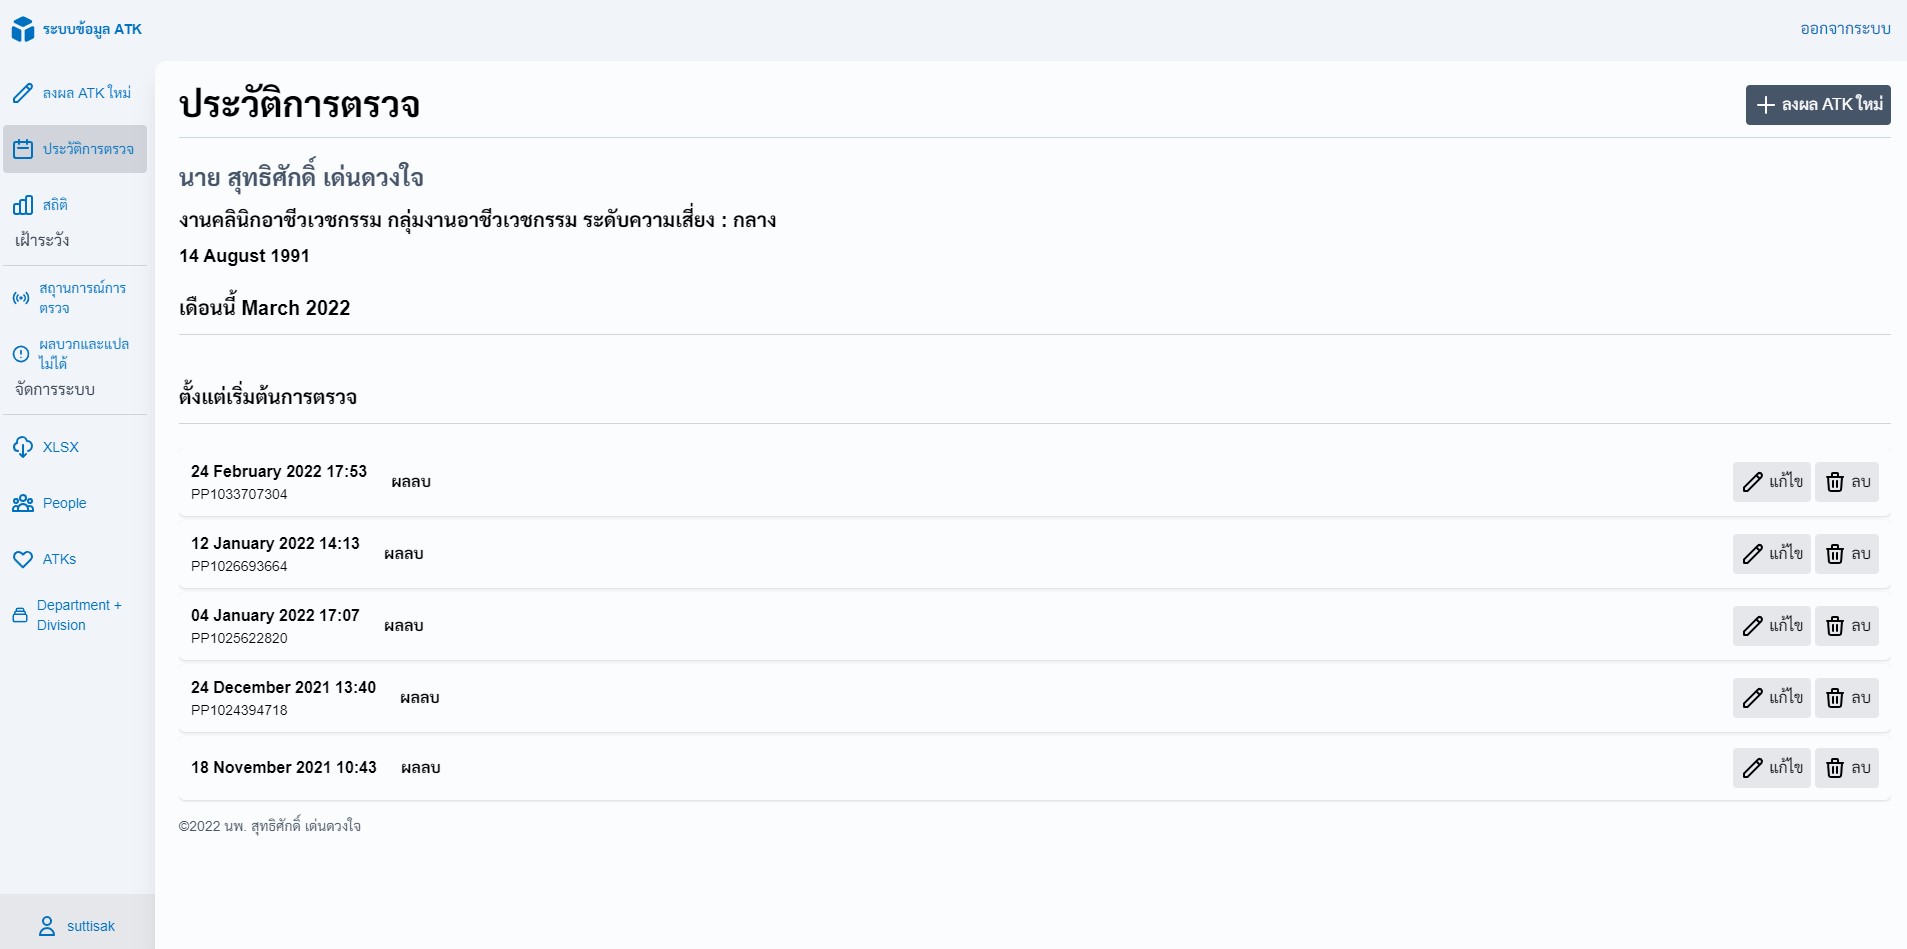 ระบบข้อมูล ATK
ออกจากระบบ
ลงผล ATK ใหม่
ประวัติการตรวจ
สถิติ
เฝ้าระวัง
สถานการณ์การ
ตรวจ
ผลบวกและแปล
ไม่ได้
จัดการระบบ
XLSX
People
ATKs
Department +
Division
suttisak
ประวัติการตรวจ
ลงผล ATK ใหม่
นาย สุทธิศักดิ์ เด่นดวงใจ
งานคลินิกอาชีวเวชกรรม กลุ่มงานอาชีวเวชกรรม ระดับความเสี่ยง : กลาง
14 August 1991
เดือนนี้ March 2022
ตั้งแต่เริ่มต้นการตรวจ
24 February 2022 17:53
PP1033707304
ผลลบ
แก้ไข
ลบ
12 January 2022 14:13
PP1026693664
ผลลบ
แก้ไข
ลบ
04 January 2022 17:07
PP1025622820
ผลลบ
แก้ไข
ลบ
24 December 2021 13:40
PP1024394718
ผลลบ
แก้ไข
ลบ
18 November 2021 10:43
ผลลบ
แก้ไข
ลบ
©2022 นพ. สุทธิศักดิ์ เด่นดวงใจ